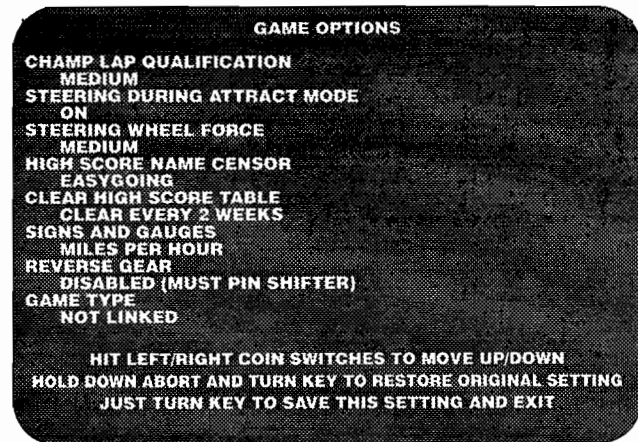 GAME OPTIONS
CHAMP LAP QUALIFICATION
MEDIUM
STEERING DURING ATTRACT MODE
ON
STEERING WHEEL FORCE
MEDIUM
HIGH SCORE NAME CENSOR
EASYGOING
CLEAR HIGH SCORE TABLE
CLEAR EVERY 2 WEEKS
SIGNS AND GAUGES
MILES PER HOUR
REVERSE GEAR
DISABLED (MUST PIN SHIFTER)
GAME TYPE
NOT LINKED
HIT LEFT/RIGHT COIN SWITCHES TO MOVE UP/DOWN
HOLD DOWN ABORT AND TURN KEY TO RESTORE ORIGINAL SETTING
JUST TURN KEY TO SAVE THIS SETTING AND EXIT